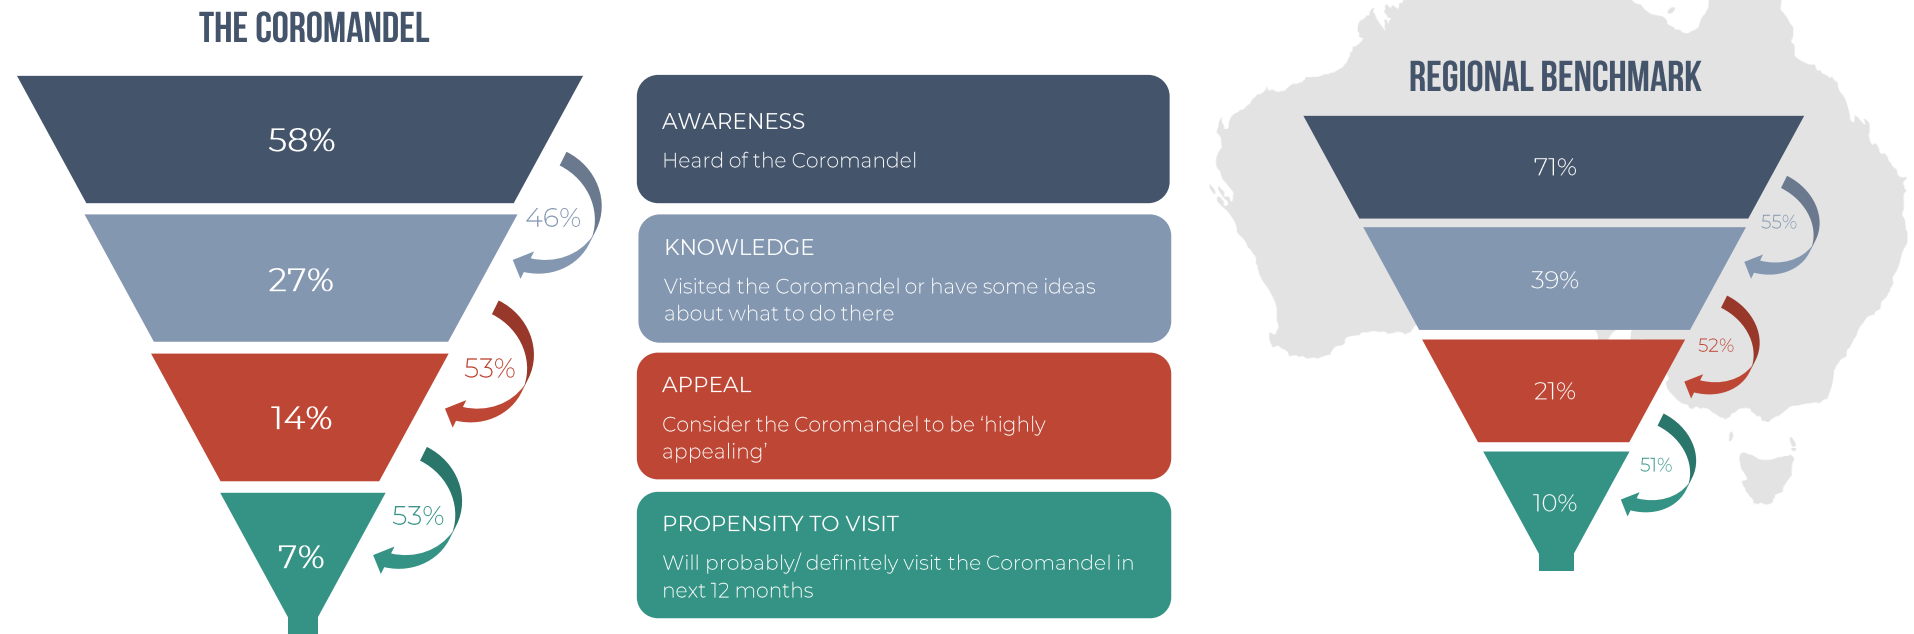 THE COROMANDEL
58%
46%
27%
53%
14%
53%
7%
AWARENESS
Heard of the Coromandel
KNOWLEDGE
Visited the Coromandel or have some ideas
about what to do there
APPEAL
Consider the Coromandel to be ‘highly
appealing’
PROPENSITY TO VISIT
Will probably/ definitely visit the Coromandel in
next 12 months
REGIONAL BENCHMARK
71%
55%
39%
52%
21%
51%
10%